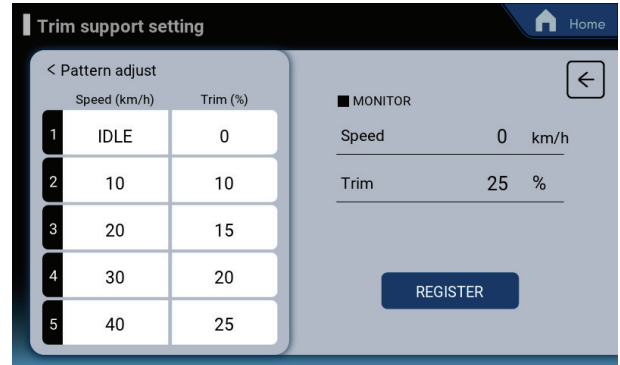 Trim support setting
Home
< Pattern adjust
Speed (km/h) Trim (%)
1 IDLE 0
2 10 10
3 20 15
4 30 20
5 40 25
MONITOR
Speed 0 km/h
Trim 25 %
REGISTER